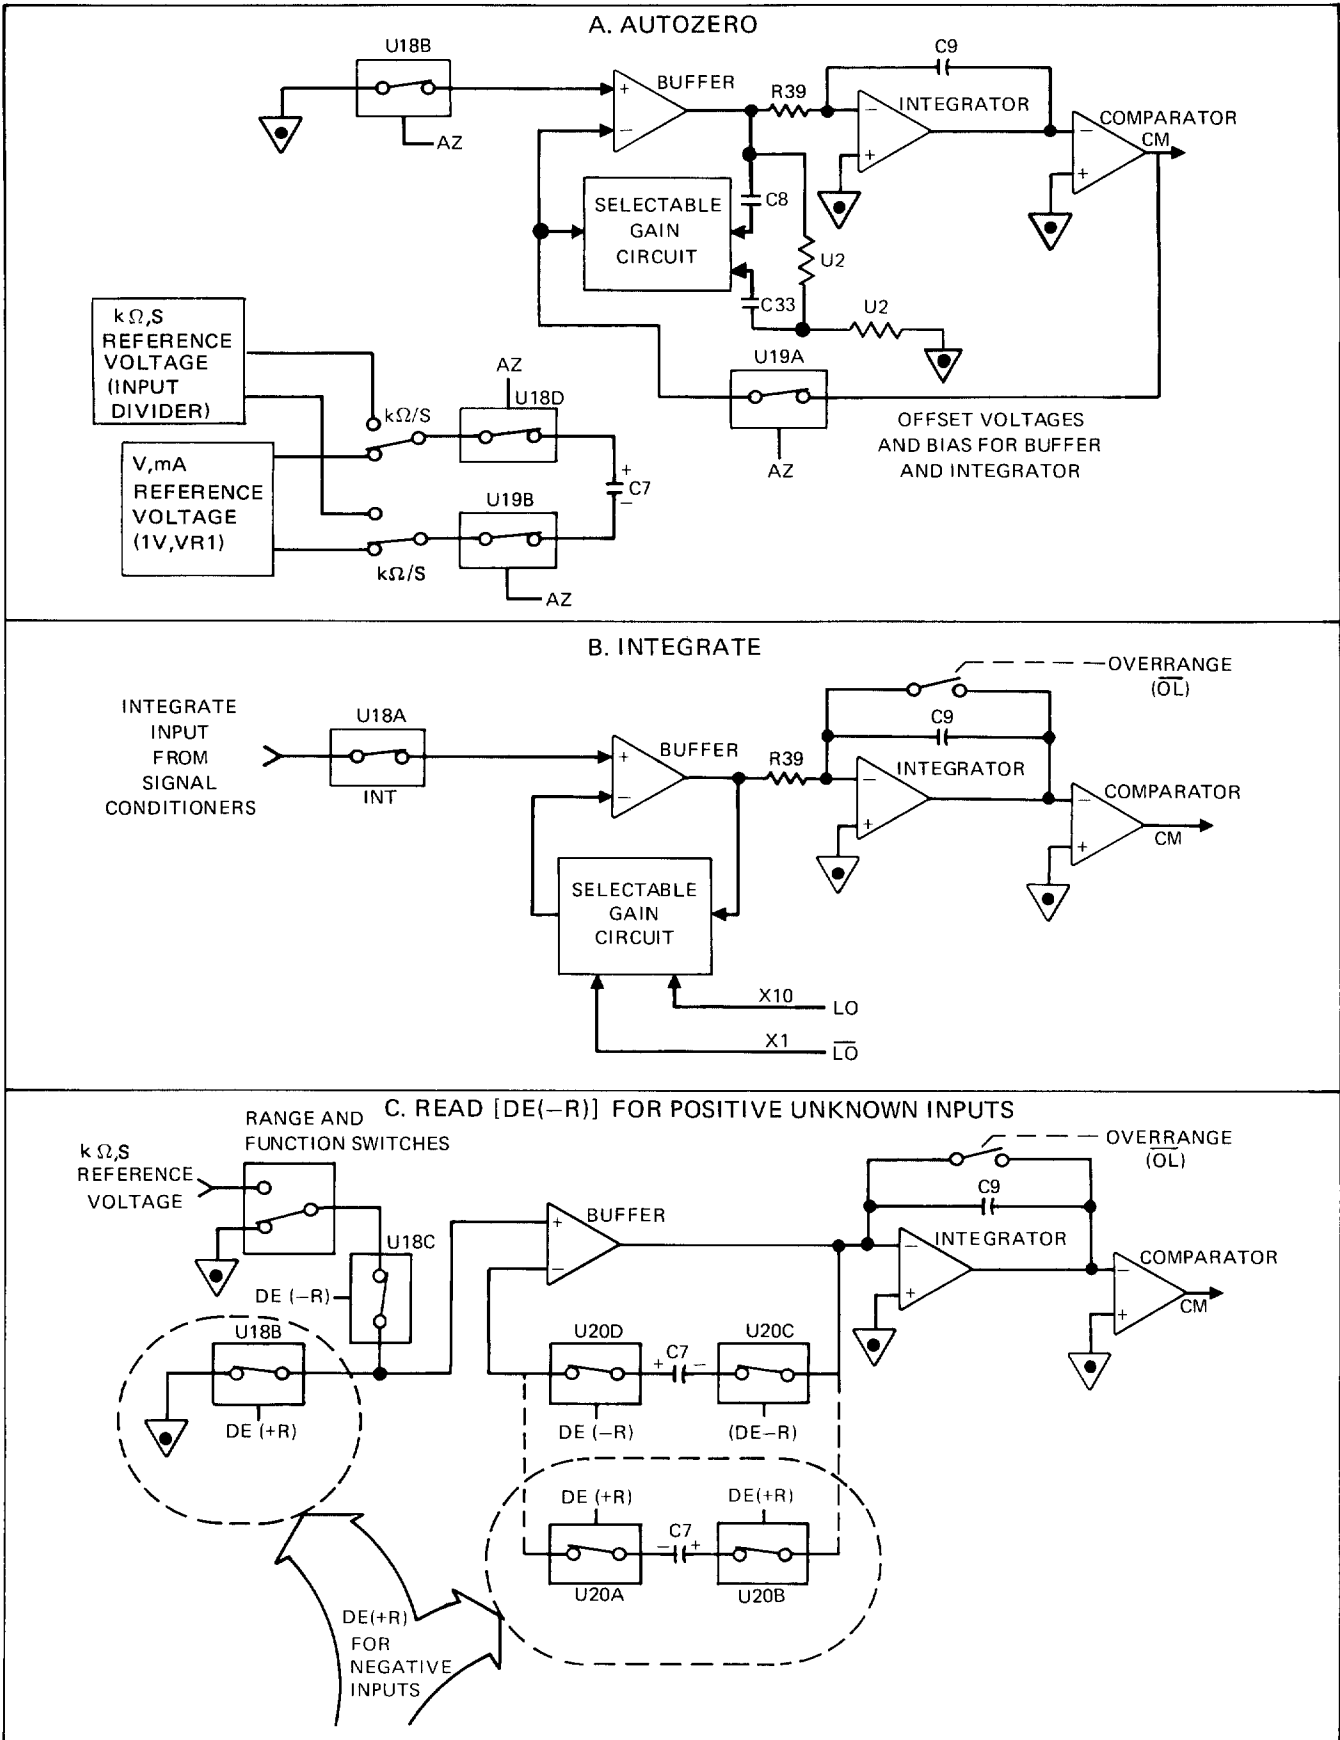 A. AUTOZERO
U18B
AZ
BUFFER
+
−
R39
C9
INTEGRATOR
−
+
COMPARATOR
CM
−
+
SELECTABLE
GAIN
CIRCUIT
C8
U2
C33
U2
U19A
AZ
OFFSET VOLTAGES
AND BIAS FOR BUFFER
AND INTEGRATOR
kΩ,S
REFERENCE
VOLTAGE
(INPUT
DIVIDER)
V,mA
REFERENCE
VOLTAGE
(1V,VR1)
kΩ/S
AZ
U18D
+
C7
−
U19B
kΩ/S
AZ
B. INTEGRATE
INTEGRATE
INPUT
FROM
SIGNAL
CONDITIONERS
U18A
INT
BUFFER
+
−
R39
OVERRANGE
(O̅L̅)
C9
INTEGRATOR
−
+
COMPARATOR
−
+
CM
SELECTABLE
GAIN
CIRCUIT
X10 LO
X1 L̅O̅
C. READ [DE(−R)] FOR POSITIVE UNKNOWN INPUTS
RANGE AND
FUNCTION SWITCHES
kΩ,S
REFERENCE
VOLTAGE
U18C
DE (−R)
U18B
DE (+R)
BUFFER
+
−
OVERRANGE
(O̅L̅)
C9
INTEGRATOR
−
+
COMPARATOR
−
+
CM
U20D
+ C7 −
U20C
DE (−R)
(DE−R)
DE (+R)
DE(+R)
− C7 +
U20A
U20B
DE(+R)
FOR
NEGATIVE
INPUTS